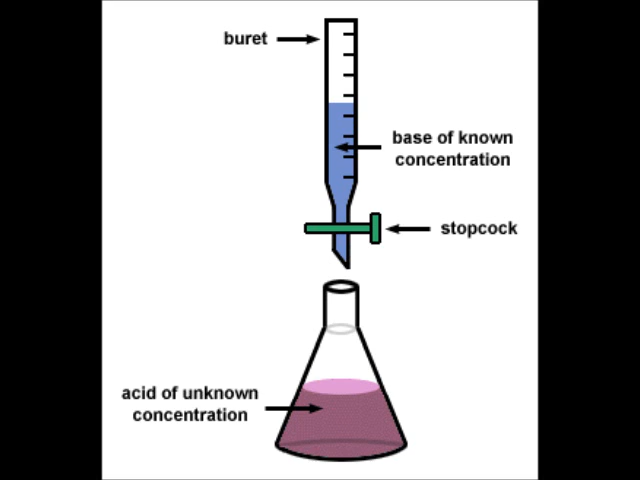 buret
base of known
concentration
stopcock
acid of unknown
concentration